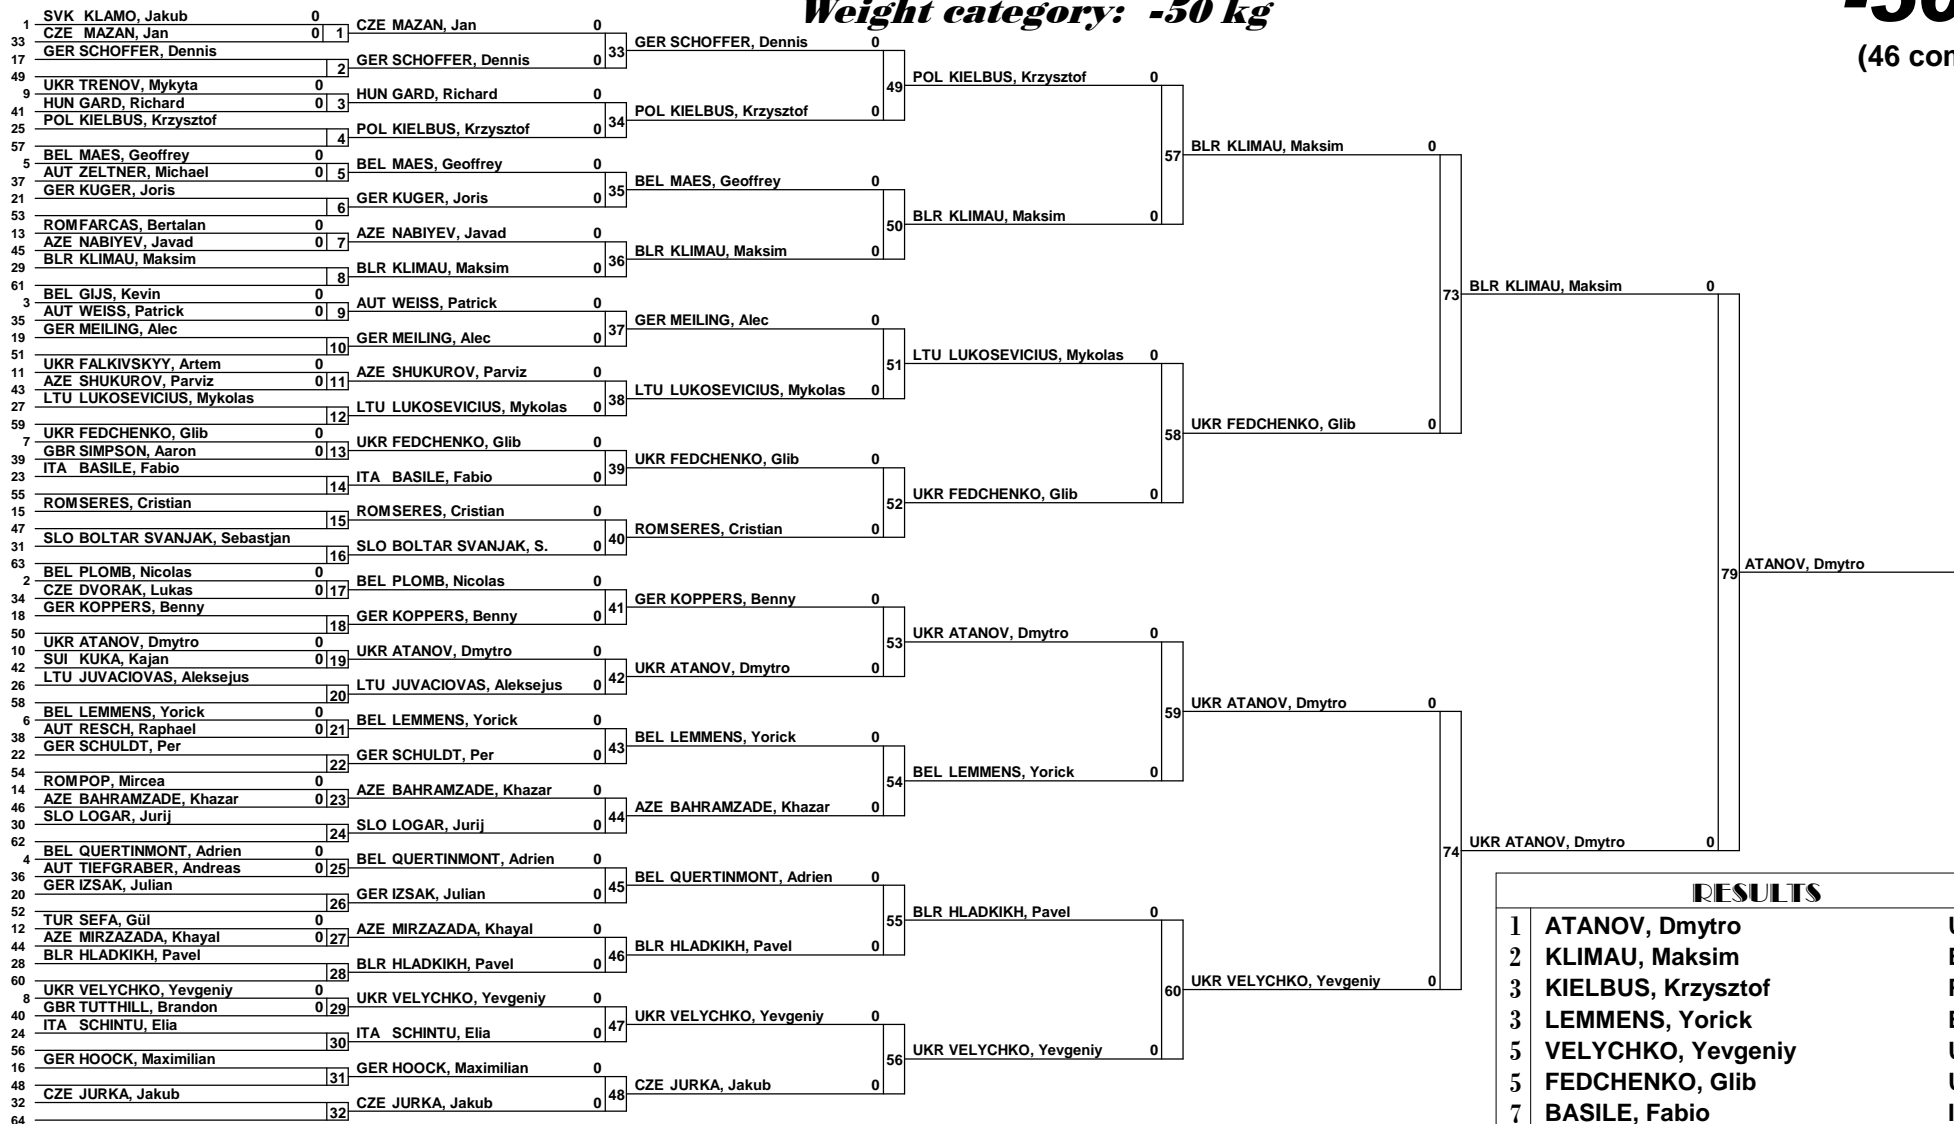 Weight category: -50 kg
(46 con
1 SVK KLAMO, Jakub 0
33 CZE MAZAN, Jan 0 1
17 GER SCHOFFER, Dennis
49 2
9 UKR TRENOV, Mykyta 0
41 HUN GARD, Richard 0 3
25 POL KIELBUS, Krzysztof
57 4
5 BEL MAES, Geoffrey 0
37 AUT ZELTNER, Michael 0 5
21 GER KUGER, Joris
53 6
13 ROM FARCAS, Bertalan 0
45 AZE NABIYEV, Javad 0 7
29 BLR KLIMAU, Maksim
61 8
3 BEL GIJS, Kevin 0
35 AUT WEISS, Patrick 0 9
19 GER MEILING, Alec
51 10
11 UKR FALKIVSKYY, Artem 0
43 AZE SHUKUROV, Parviz 0 11
27 LTU LUKOSEVICIUS, Mykolas
59 12
7 UKR FEDCHENKO, Glib 0
39 GBR SIMPSON, Aaron 0 13
23 ITA BASILE, Fabio
55 14
15 ROM SERES, Cristian
47 15
31 SLO BOLTAR SVANJAK, Sebastjan
63 16
2 BEL PLOMB, Nicolas 0
34 CZE DVORAK, Lukas 0 17
18 GER KOPPERS, Benny
50 18
10 UKR ATANOV, Dmytro 0
42 SUI KUKA, Kajan 0 19
26 LTU JUVACIOVAS, Aleksejus
58 20
6 BEL LEMMENS, Yorick 0
38 AUT RESCH, Raphael 0 21
22 GER SCHULDT, Per
54 22
14 ROM POP, Mircea 0
46 AZE BAHRAMZADE, Khazar 0 23
30 SLO LOGAR, Jurij
62 24
4 BEL QUERTINMONT, Adrien 0
36 AUT TIEFGRABER, Andreas 0 25
20 GER IZSAK, Julian
52 26
12 TUR SEFA, Gül 0
44 AZE MIRZAZADA, Khayal 0 27
28 BLR HLADKIKH, Pavel
60 28
8 UKR VELYCHKO, Yevgeniy 0
40 GBR TUTTHILL, Brandon 0 29
24 ITA SCHINTU, Elia
56 30
16 GER HOOCK, Maximilian
48 31
32 CZE JURKA, Jakub
64 32
CZE MAZAN, Jan 0
GER SCHOFFER, Dennis 0 33
HUN GARD, Richard 0
POL KIELBUS, Krzysztof 0 34
BEL MAES, Geoffrey 0
GER KUGER, Joris 0 35
AZE NABIYEV, Javad 0
BLR KLIMAU, Maksim 0 36
AUT WEISS, Patrick 0
GER MEILING, Alec 0 37
AZE SHUKUROV, Parviz 0
LTU LUKOSEVICIUS, Mykolas 0 38
UKR FEDCHENKO, Glib 0
ITA BASILE, Fabio 0 39
ROM SERES, Cristian 0
SLO BOLTAR SVANJAK, S. 0 40
BEL PLOMB, Nicolas 0
GER KOPPERS, Benny 0 41
UKR ATANOV, Dmytro 0
LTU JUVACIOVAS, Aleksejus 0 42
BEL LEMMENS, Yorick 0
GER SCHULDT, Per 0 43
AZE BAHRAMZADE, Khazar 0
SLO LOGAR, Jurij 0 44
BEL QUERTINMONT, Adrien 0
GER IZSAK, Julian 0 45
AZE MIRZAZADA, Khayal 0
BLR HLADKIKH, Pavel 0 46
UKR VELYCHKO, Yevgeniy 0
ITA SCHINTU, Elia 0 47
GER HOOCK, Maximilian 0
CZE JURKA, Jakub 0 48
GER SCHOFFER, Dennis 0
POL KIELBUS, Krzysztof 0 49
BEL MAES, Geoffrey 0
BLR KLIMAU, Maksim 0 50
GER MEILING, Alec 0
LTU LUKOSEVICIUS, Mykolas 0 51
UKR FEDCHENKO, Glib 0
ROM SERES, Cristian 0 52
GER KOPPERS, Benny 0
UKR ATANOV, Dmytro 0 53
BEL LEMMENS, Yorick 0
AZE BAHRAMZADE, Khazar 0 54
BEL QUERTINMONT, Adrien 0
BLR HLADKIKH, Pavel 0 55
UKR VELYCHKO, Yevgeniy 0
CZE JURKA, Jakub 0 56
POL KIELBUS, Krzysztof 0
BLR KLIMAU, Maksim 0 57
LTU LUKOSEVICIUS, Mykolas 0
UKR FEDCHENKO, Glib 0 58
UKR ATANOV, Dmytro 0
BEL LEMMENS, Yorick 0 59
BLR HLADKIKH, Pavel 0
UKR VELYCHKO, Yevgeniy 0 60
BLR KLIMAU, Maksim 0
UKR FEDCHENKO, Glib 0 73
UKR ATANOV, Dmytro 0
UKR VELYCHKO, Yevgeniy 0 74
BLR KLIMAU, Maksim 0
UKR ATANOV, Dmytro 0 79
ATANOV, Dmytro
RESULTS
1 ATANOV, Dmytro
2 KLIMAU, Maksim
3 KIELBUS, Krzysztof
3 LEMMENS, Yorick
5 VELYCHKO, Yevgeniy
5 FEDCHENKO, Glib
7 BASILE, Fabio